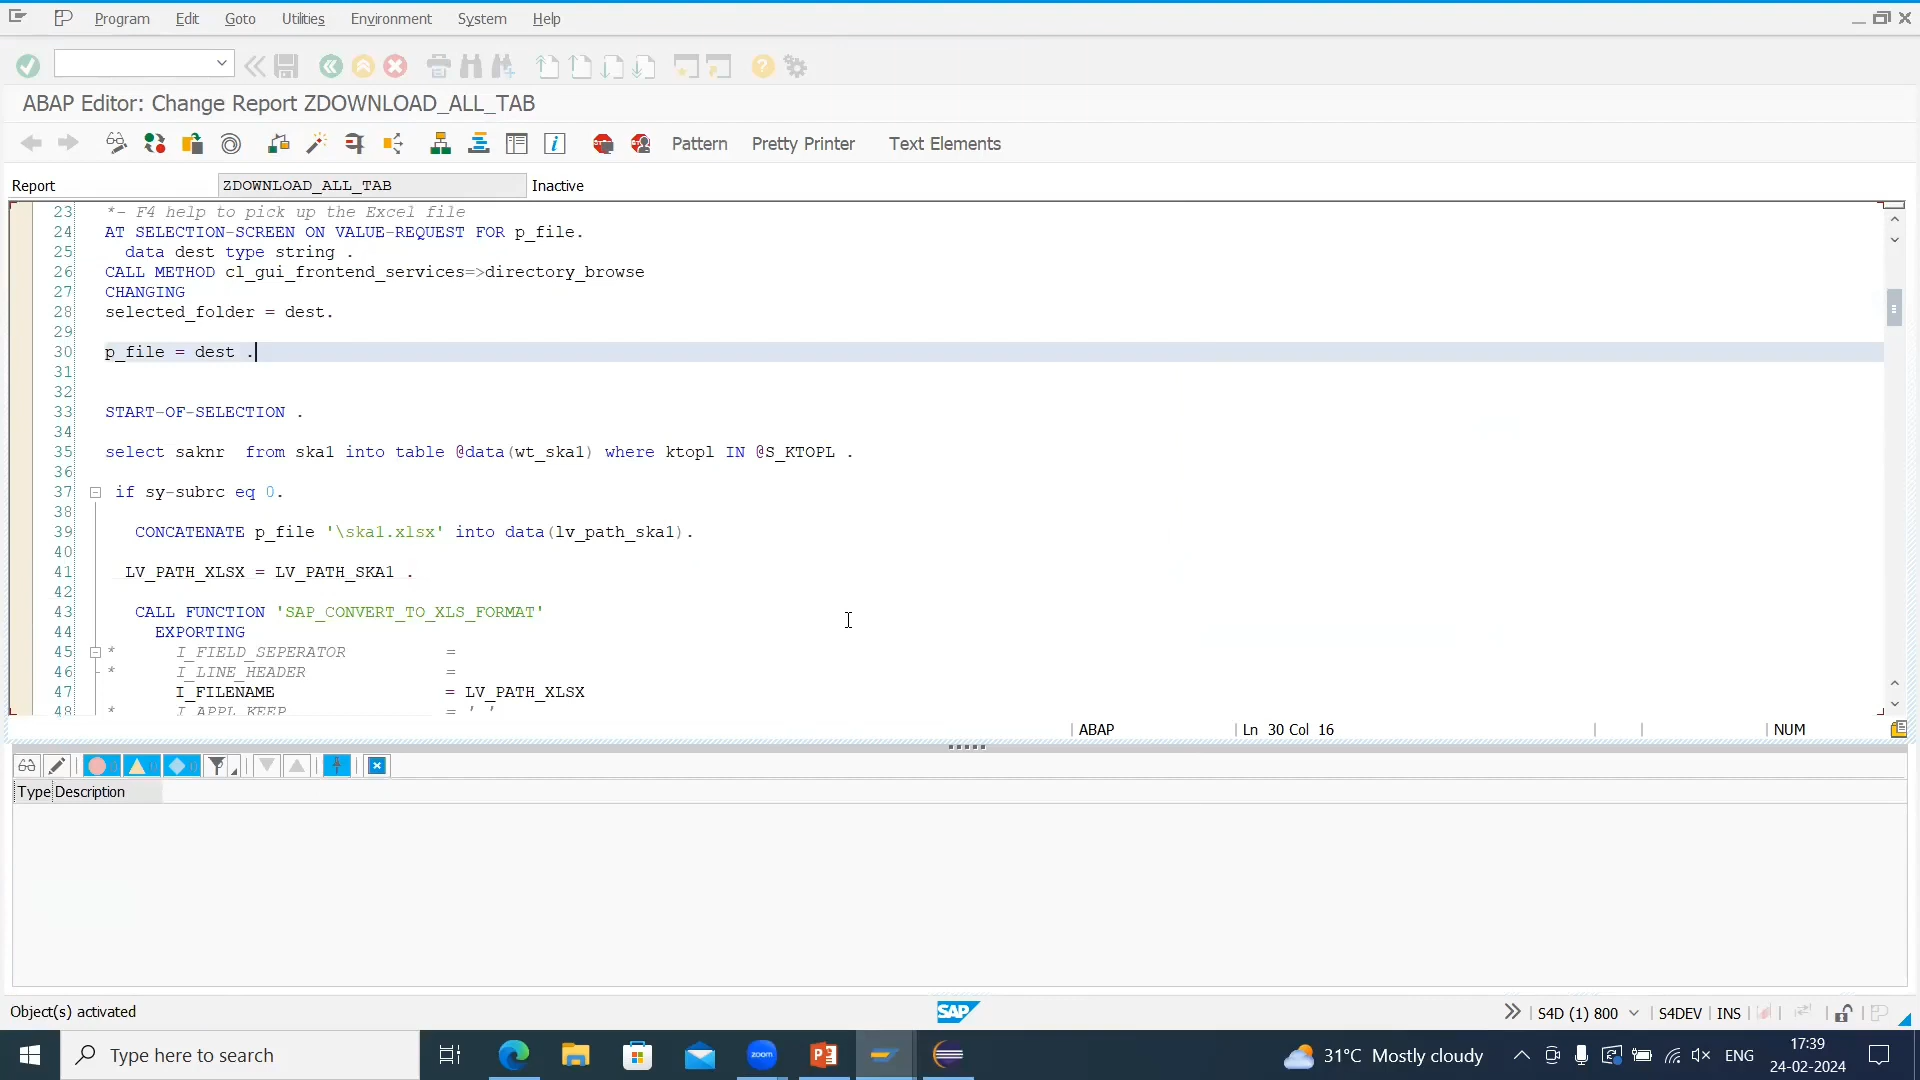 Program Edit Goto Utilities Environment System Help
ABAP Editor: Change Report ZDOWNLOAD_ALL_TAB
Pattern Pretty Printer Text Elements
Report ZDOWNLOAD_ALL_TAB Inactive
23 *- F4 help to pick up the Excel file
24 AT SELECTION-SCREEN ON VALUE-REQUEST FOR p_file.
25 data dest type string .
26 CALL METHOD cl_gui_frontend_services=>directory_browse
27 CHANGING
28 selected_folder = dest.
29
30 p_file = dest .
31
32
33 START-OF-SELECTION .
34
35 select saknr from ska1 into table @data(wt_ska1) where ktopl IN @S_KTOPL .
36
37 if sy-subrc eq 0.
38
39 CONCATENATE p_file '\ska1.xlsx' into data(lv_path_ska1).
40
41 LV_PATH_XLSX = LV_PATH_SKA1 .
42
43 CALL FUNCTION 'SAP_CONVERT_TO_XLS_FORMAT'
44 EXPORTING
45 * I_FIELD_SEPERATOR =
46 * I_LINE_HEADER =
47 I_FILENAME = LV_PATH_XLSX
48 * I_APPL_KEEP = ' '
ABAP Ln 30 Col 16 NUM
Type Description
Object(s) activated SAP S4D (1) 800 S4DEV INS
Type here to search zoom 31°C Mostly cloudy ENG 17:39
24-02-2024